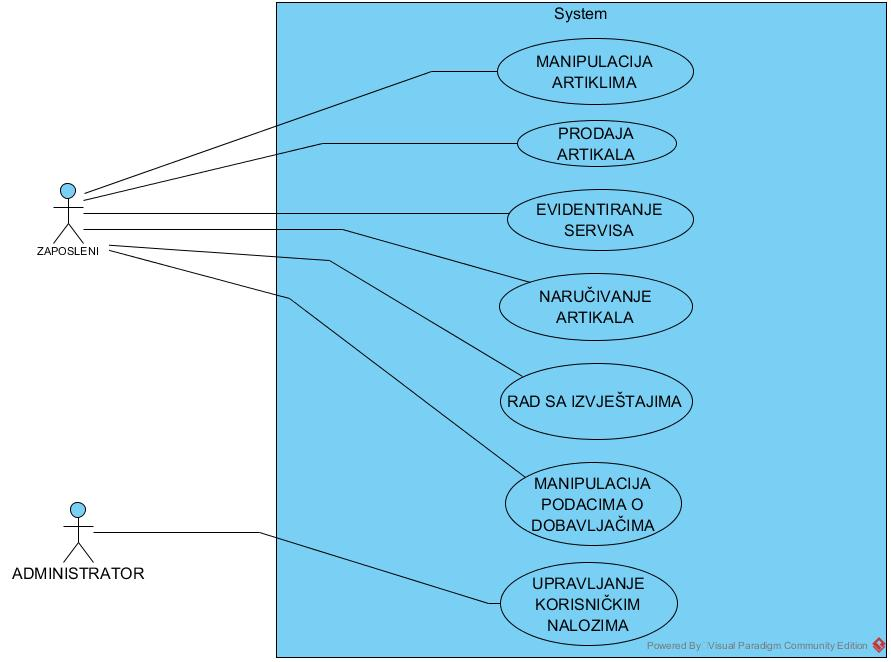 System
MANIPULACIJA
ARTIKLIMA
PRODAJA
ARTIKALA
EVIDENTIRANJE
SERVISA
ZAPOSLENI
NARUČIVANJE
ARTIKALA
RAD SA IZVJEŠTAJIMA
MANIPULACIJA
PODACIMA O
DOBAVLJAČIMA
ADMINISTRATOR
UPRAVLJANJE
KORISNIČKIM
NALOZIMA
Powered By Visual Paradigm Community Edition